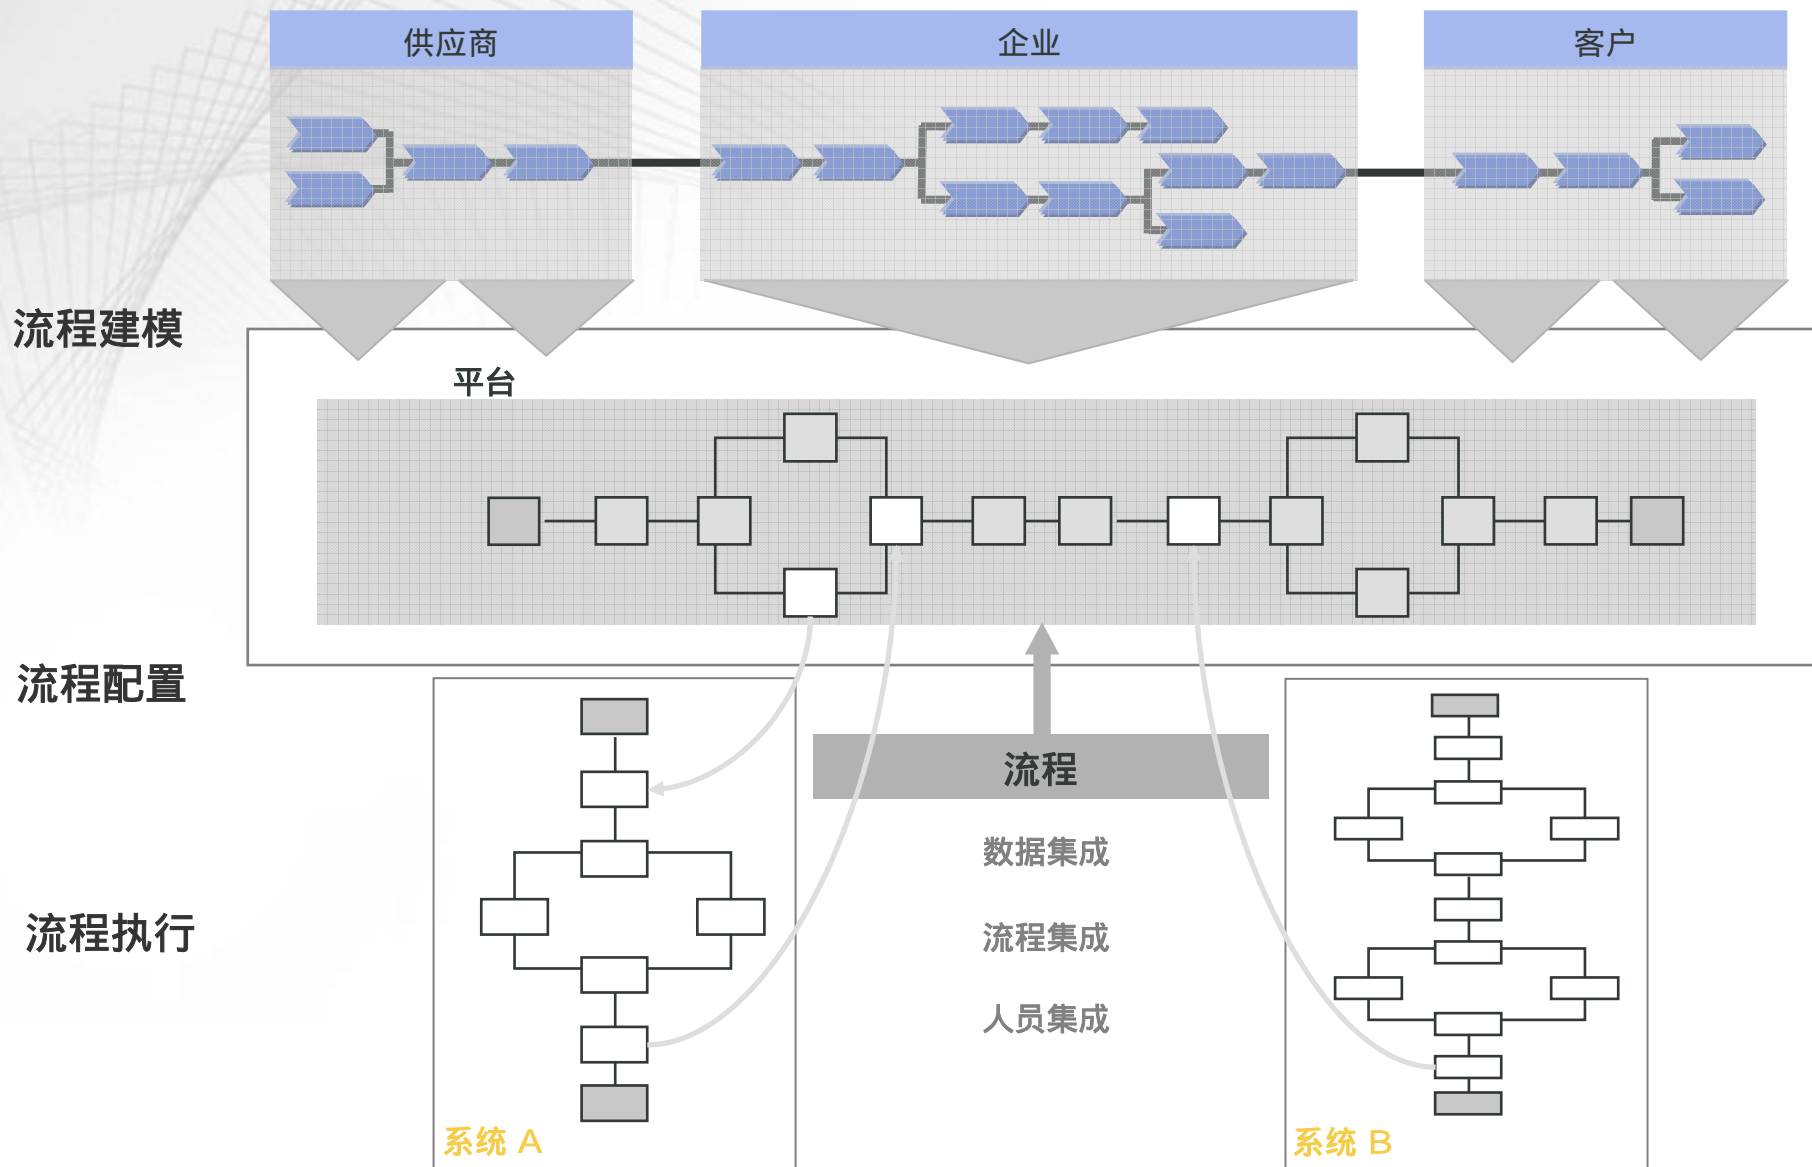 供应商
企业
客户
流程建模
平台
流程配置
流程
数据集成
流程执行
流程集成
人员集成
系统 A
系统 B